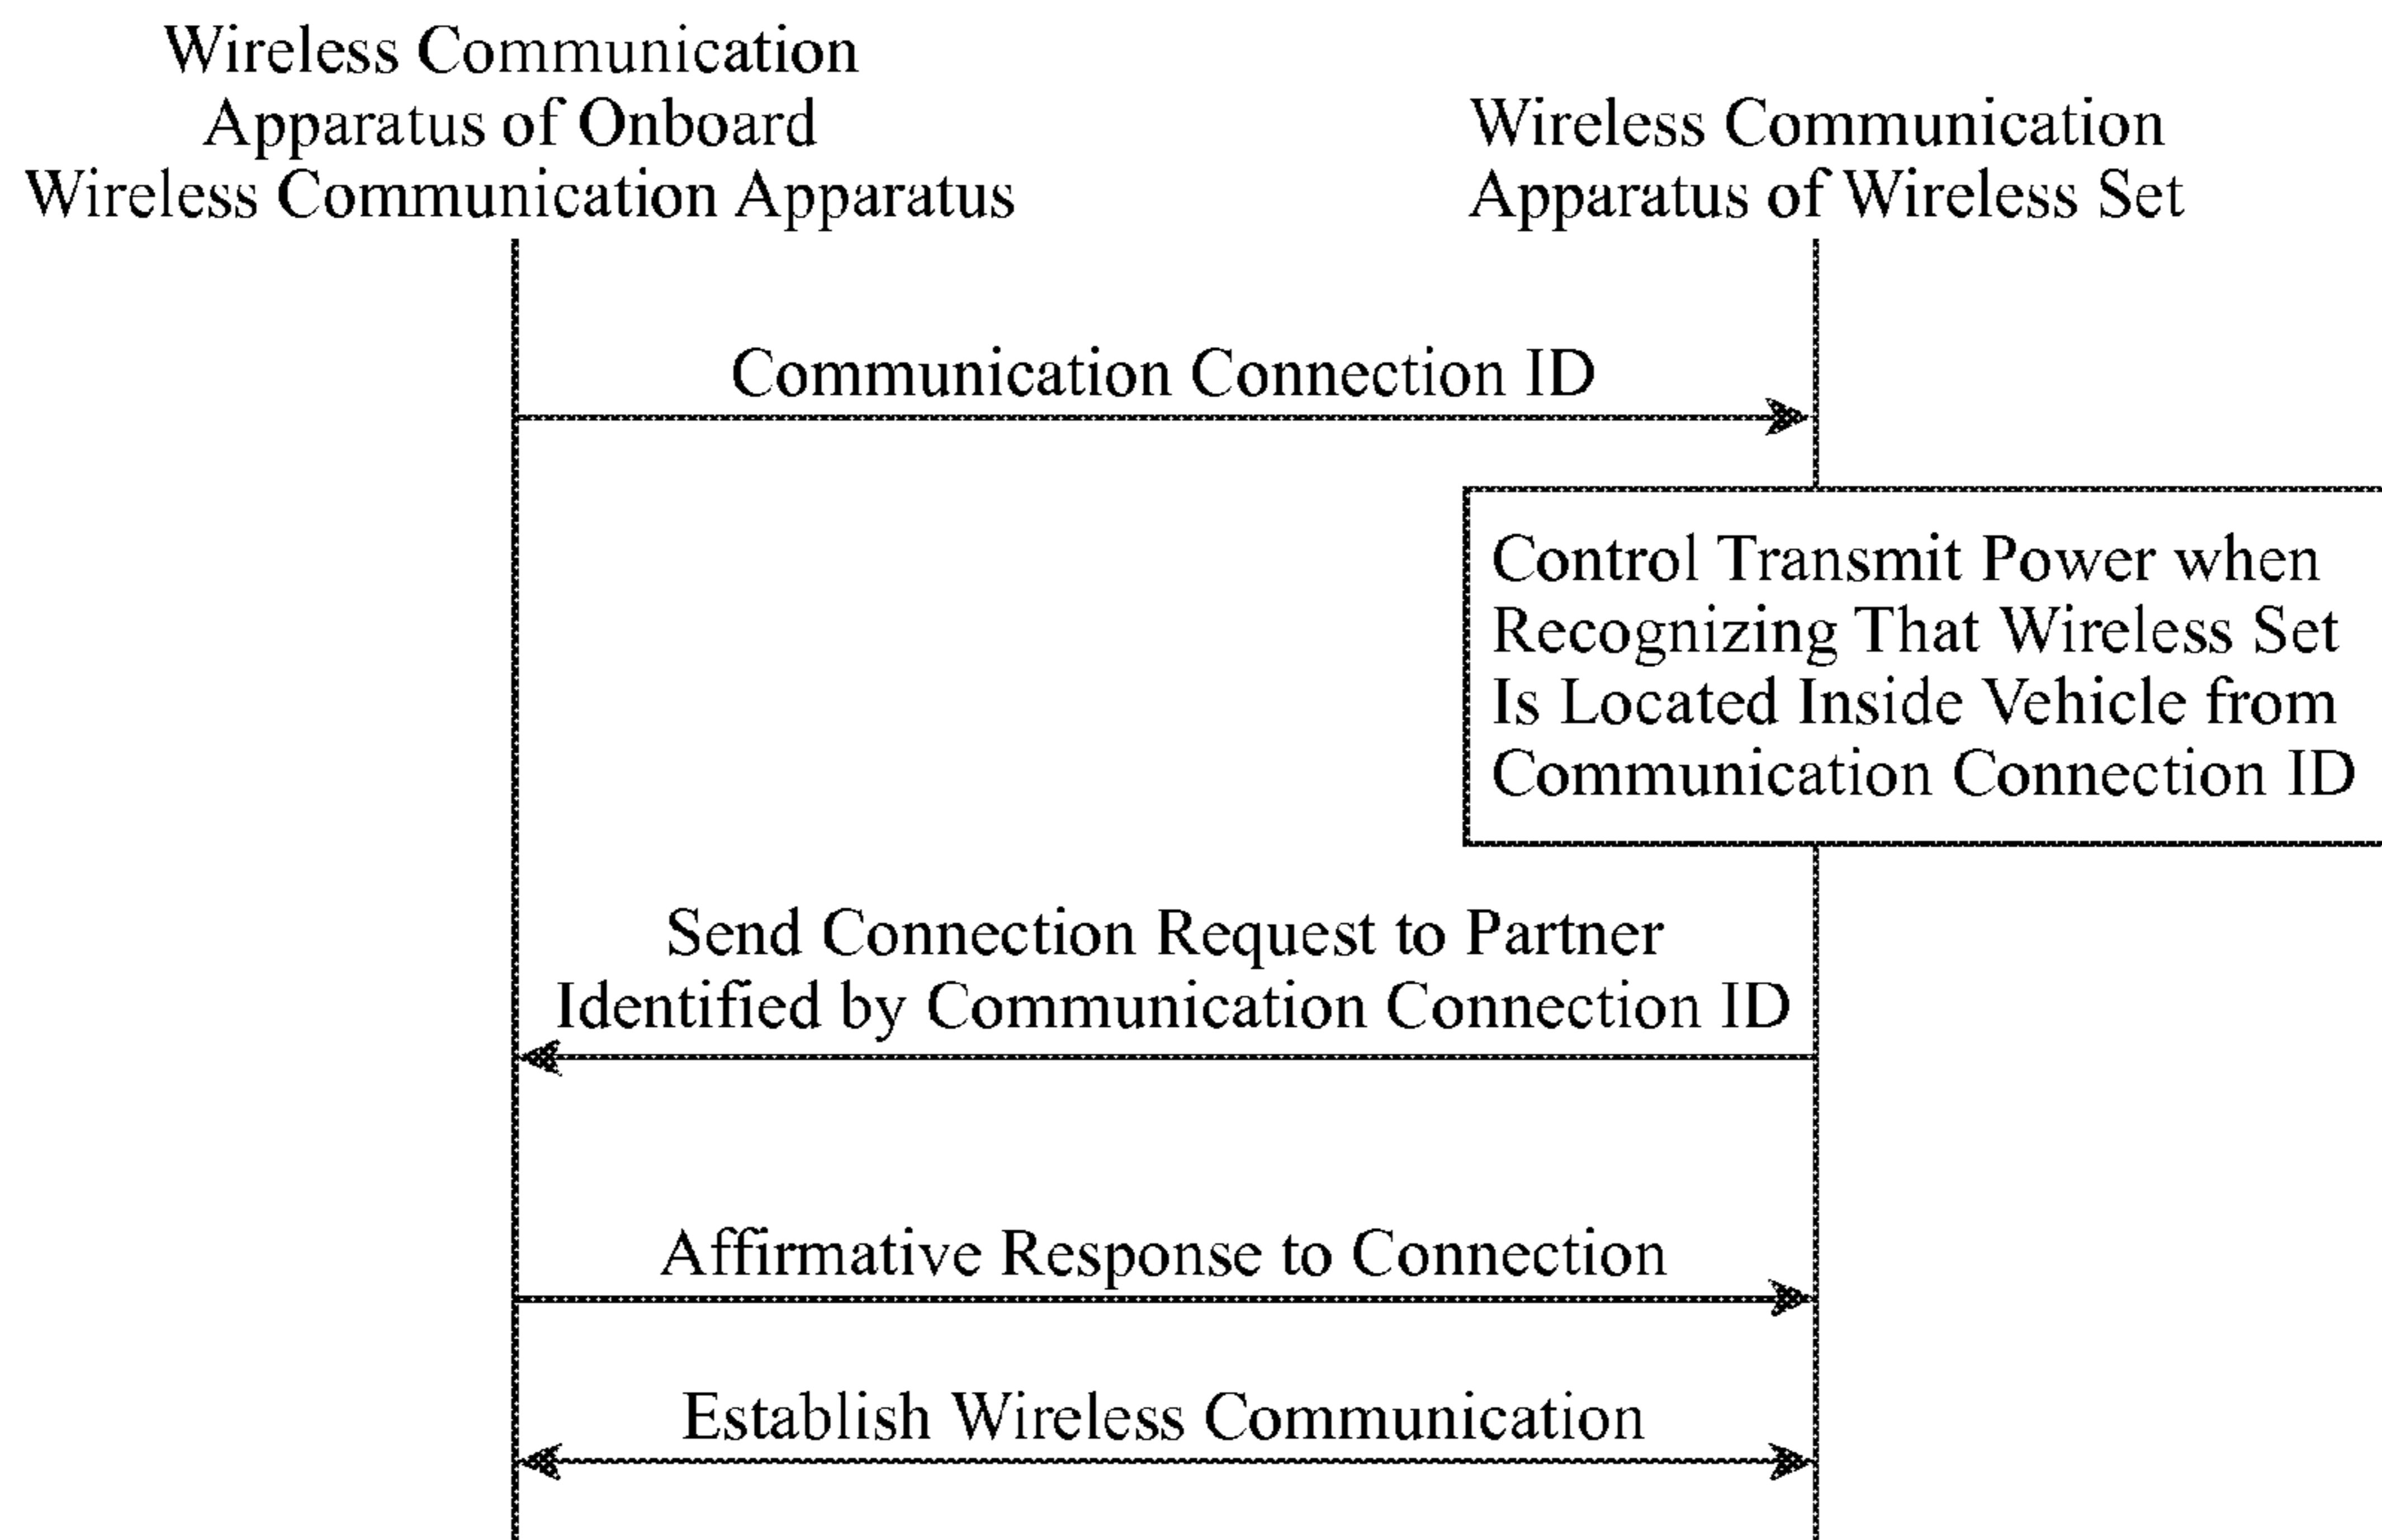 Wireless Communication
Apparatus of Onboard
Wireless Communication Apparatus
Wireless Communication
Apparatus of Wireless Set
Communication Connection ID
Control Transmit Power when
Recognizing That Wireless Set
Is Located Inside Vehicle from
Communication Connection ID
Send Connection Request to Partner
Identified by Communication Connection ID
Affirmative Response to Connection
Establish Wireless Communication